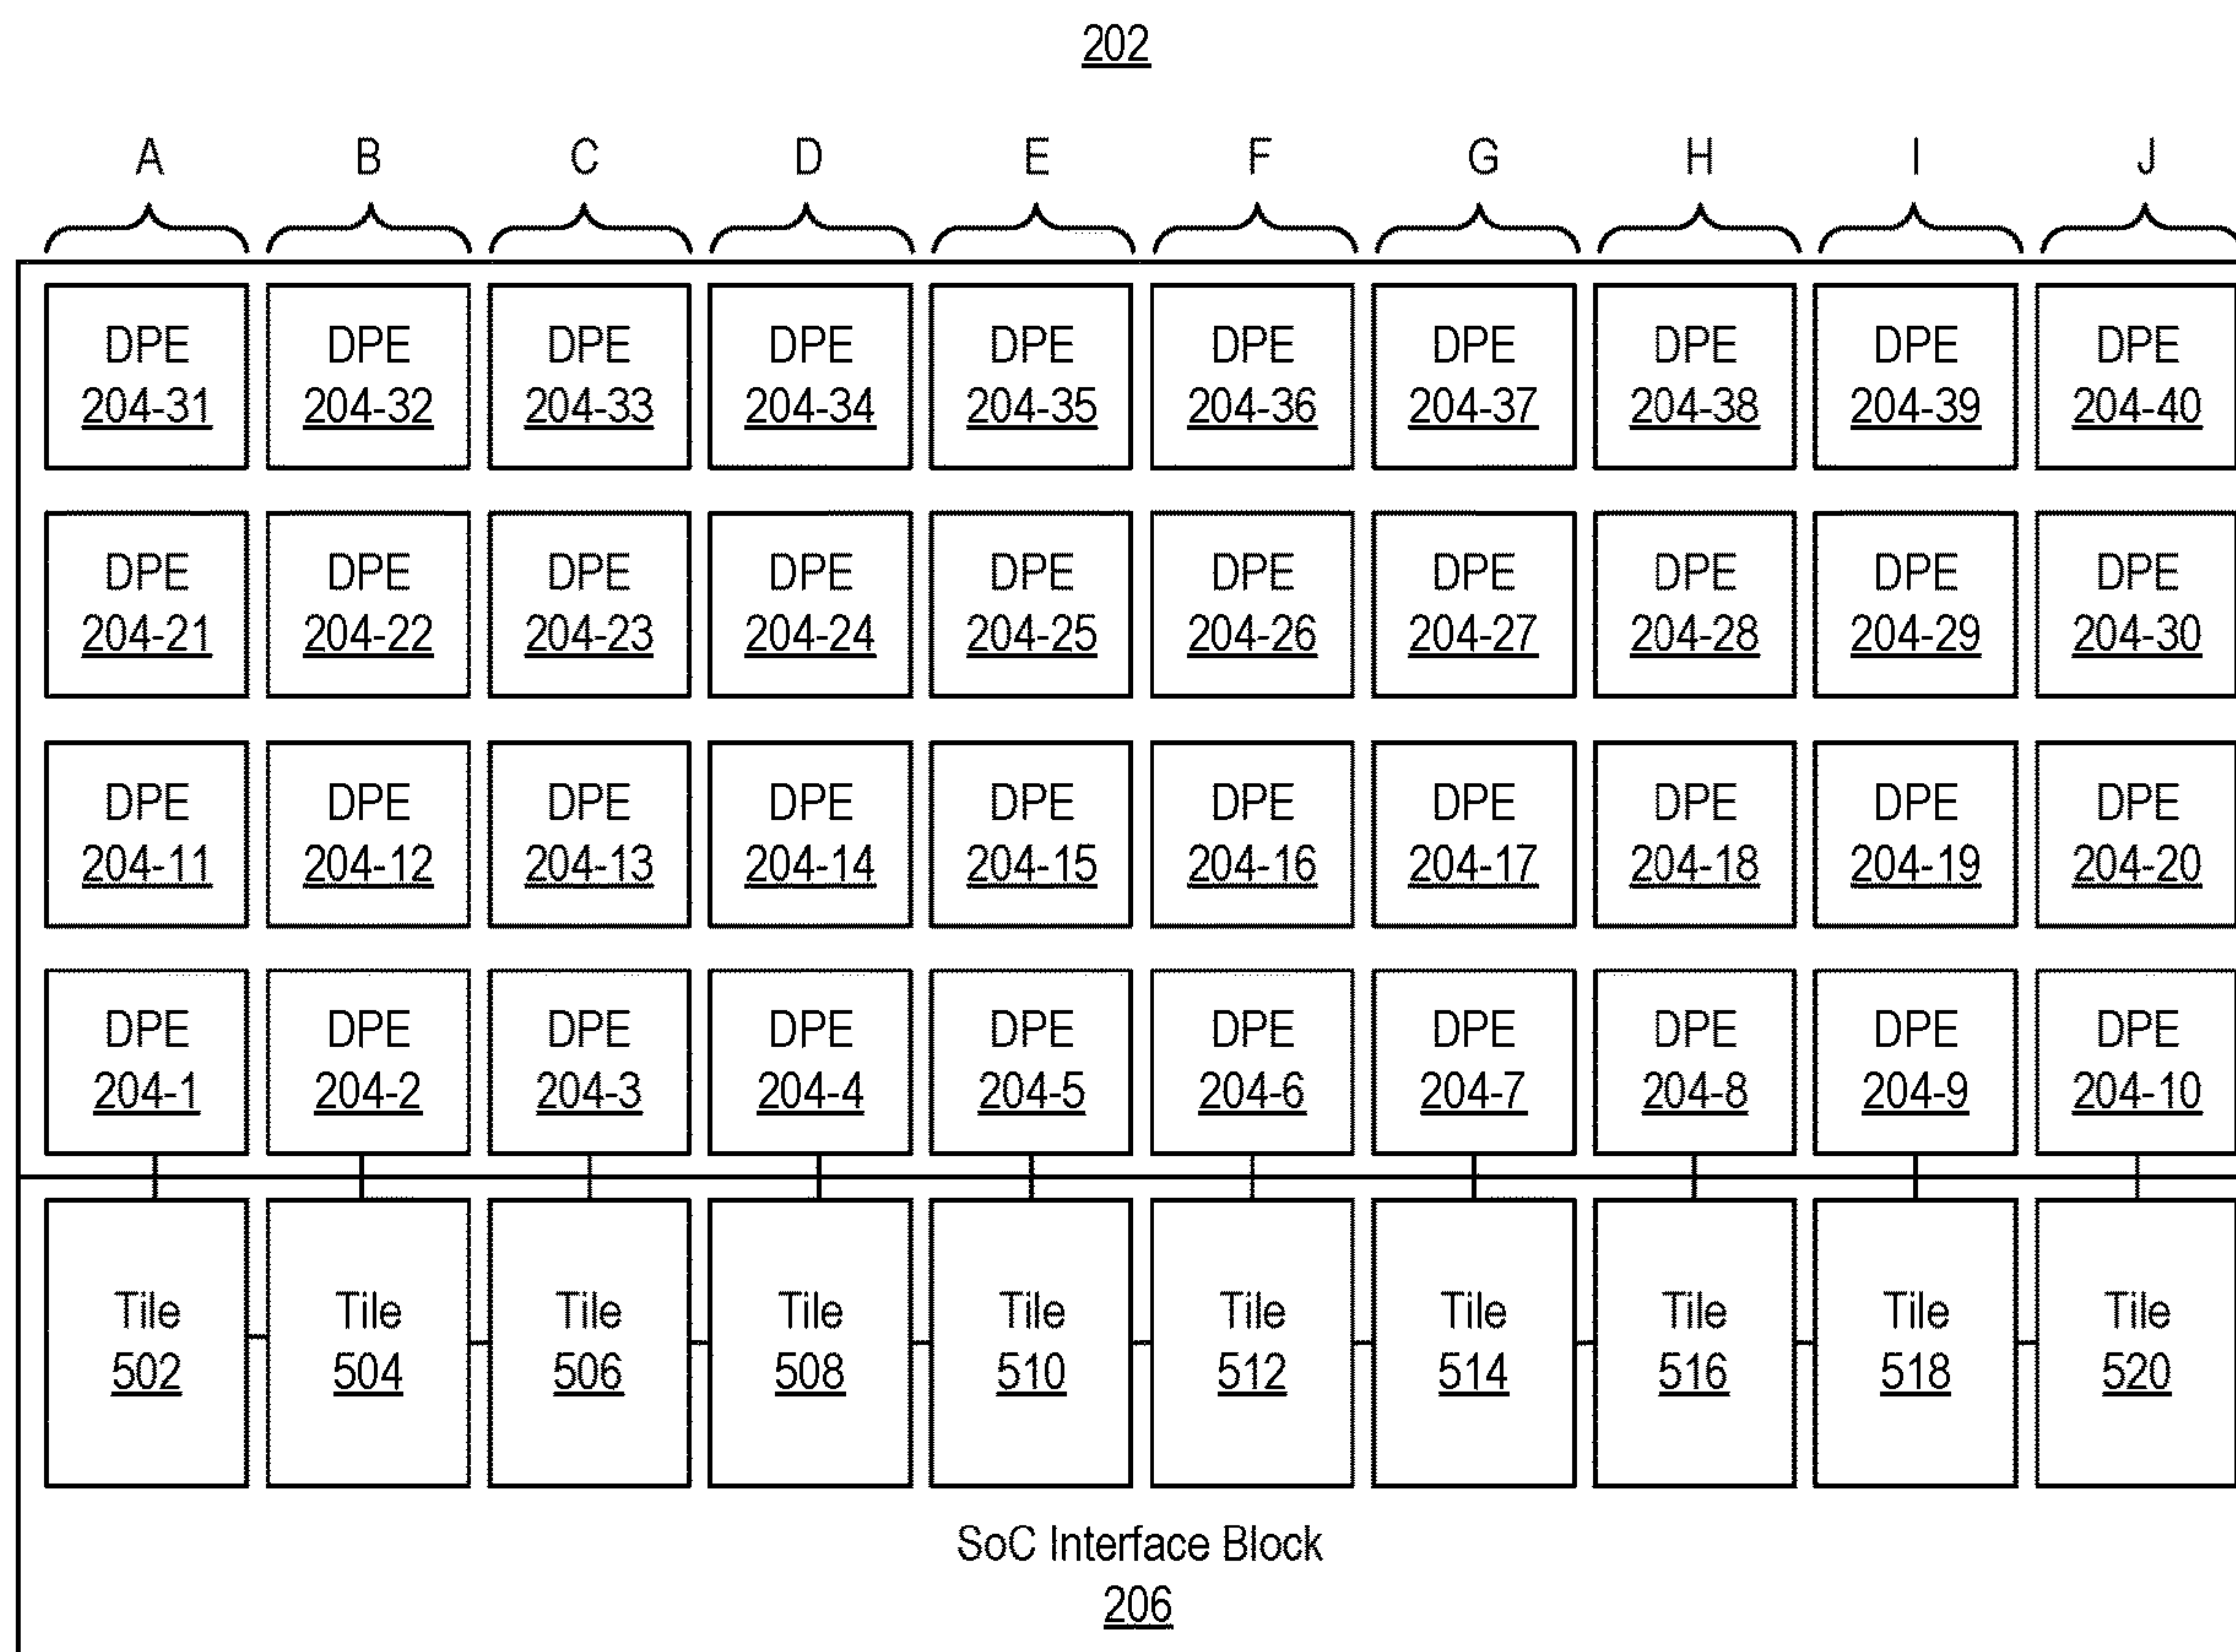 202
A B C D E F G H I J
DPE DPE DPE DPE DPE DPE DPE DPE DPE DPE
204-31 204-32 204-33 204-34 204-35 204-36 204-37 204-38 204-39 204-40
DPE DPE DPE DPE DPE DPE DPE DPE DPE DPE
204-21 204-22 204-23 204-24 204-25 204-26 204-27 204-28 204-29 204-30
DPE DPE DPE DPE DPE DPE DPE DPE DPE DPE
204-11 204-12 204-13 204-14 204-15 204-16 204-17 204-18 204-19 204-20
DPE DPE DPE DPE DPE DPE DPE DPE DPE DPE
204-1 204-2 204-3 204-4 204-5 204-6 204-7 204-8 204-9 204-10
Tile Tile Tile Tile Tile Tile Tile Tile Tile Tile
502 504 506 508 510 512 514 516 518 520
SoC Interface Block
206